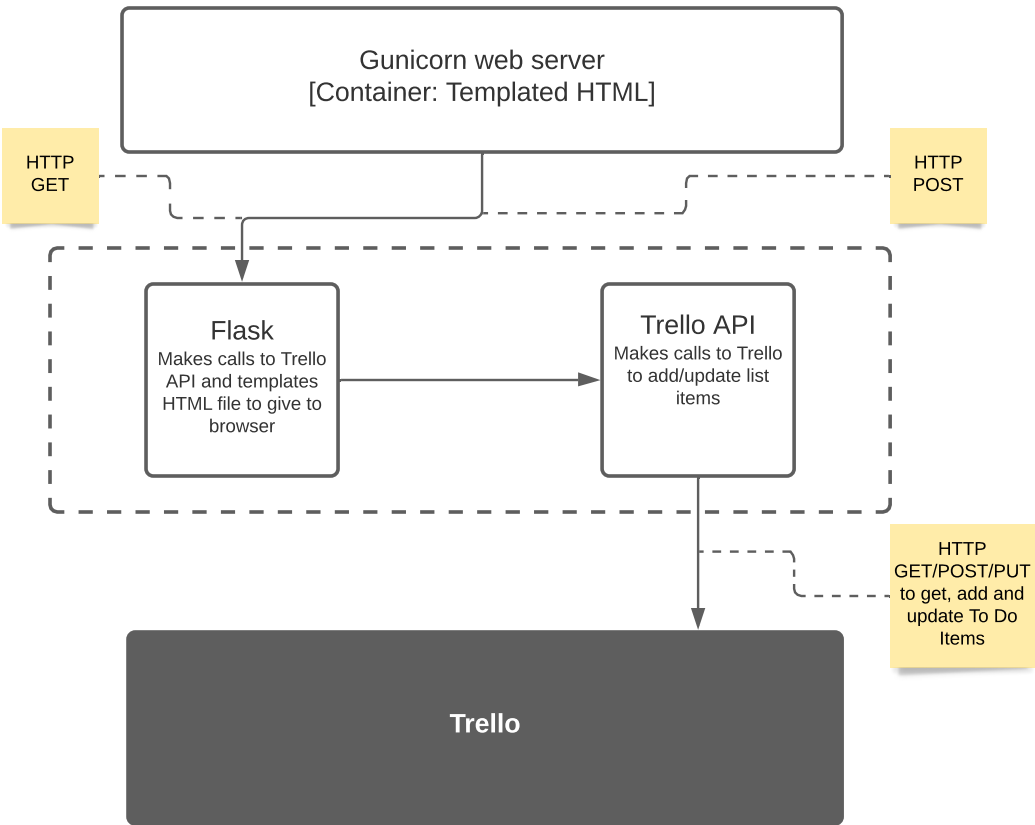 Gunicorn web server
[Container: Templated HTML]
HTTP
GET
HTTP
POST
Flask
Makes calls to Trello
API and templates
HTML file to give to
browser
Trello API
Makes calls to Trello
to add/update list
items
HTTP
GET/POST/PUT
to get, add and
update To Do
Items
Trello